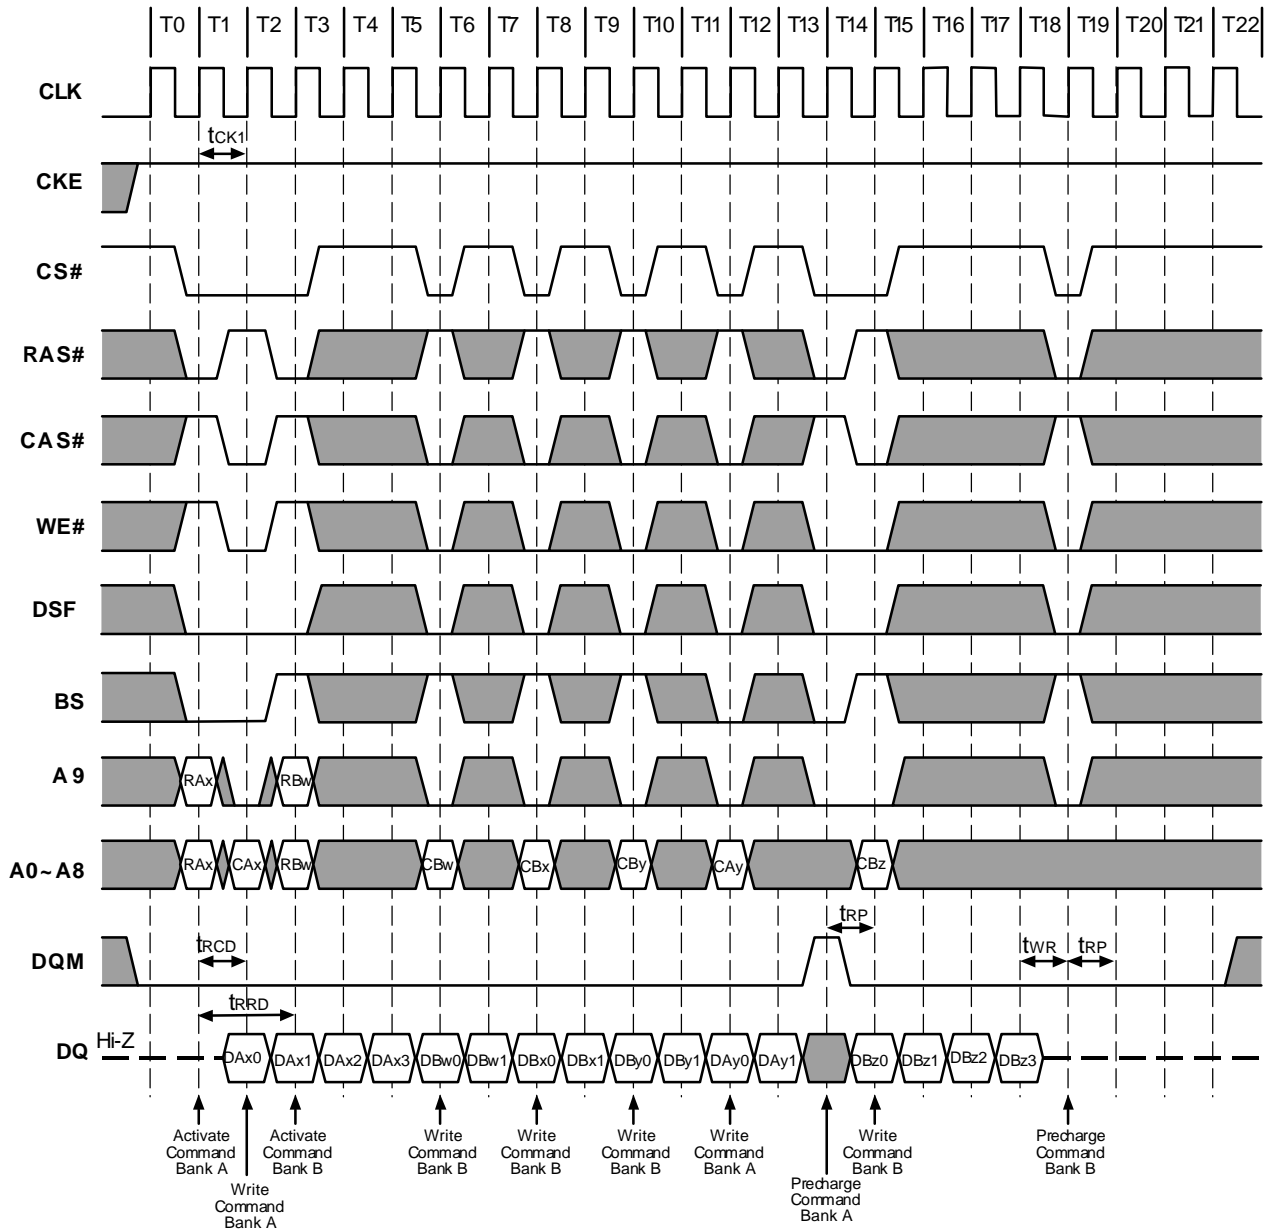 T0 T1 T2 T3 T4 T5 T6 T7 T8 T9 T10 T11 T12 T13 T14 T15 T16 T17 T18 T19 T20 T21 T22
CLK
tCK1
CKE
CS#
RAS#
CAS#
WE#
DSF
BS
A9
RAx RBw
A0~A8
RAx CAx RBw CBw CBx CBy CAy CBz
tRP
DQM
tRCD tWR tRP
tRRD
Hi-Z
DQ
DAx0 DAx1 DAx2 DAx3 DBw0 DBw1 DBx0 DBx1 DBy0 DBy1 DAy0 DAy1 DBz0 DBz1 DBz2 DBz3
Activate
Command
Bank A
Write
Command
Bank A
Activate
Command
Bank B
Write
Command
Bank B
Write
Command
Bank B
Write
Command
Bank B
Write
Command
Bank A
Precharge
Command
Bank A
Write
Command
Bank B
Precharge
Command
Bank B